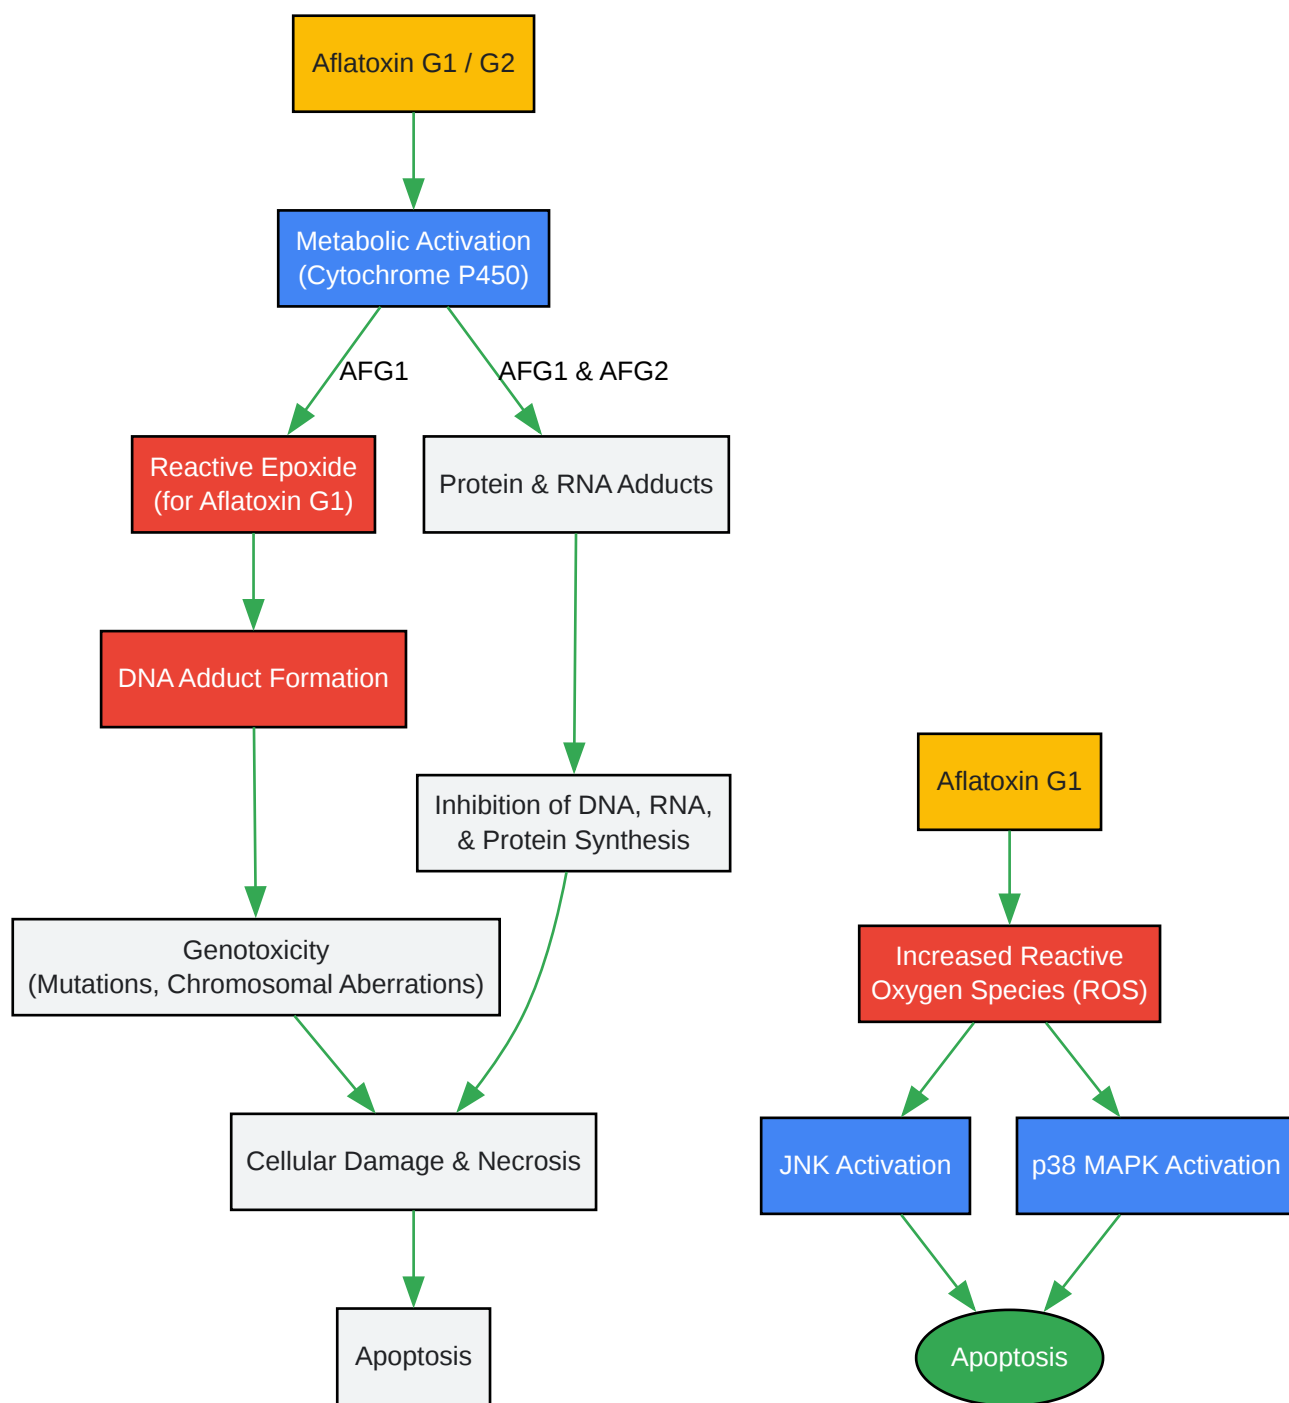 Aflatoxin G1 / G2
Metabolic Activation
(Cytochrome P450)
AFG1
AFG1 & AFG2
Reactive Epoxide
(for Aflatoxin G1)
Protein & RNA Adducts
DNA Adduct Formation
Inhibition of DNA, RNA,
& Protein Synthesis
Genotoxicity
(Mutations, Chromosomal Aberrations)
Cellular Damage & Necrosis
Apoptosis
Aflatoxin G1
Increased Reactive
Oxygen Species (ROS)
JNK Activation
p38 MAPK Activation
Apoptosis